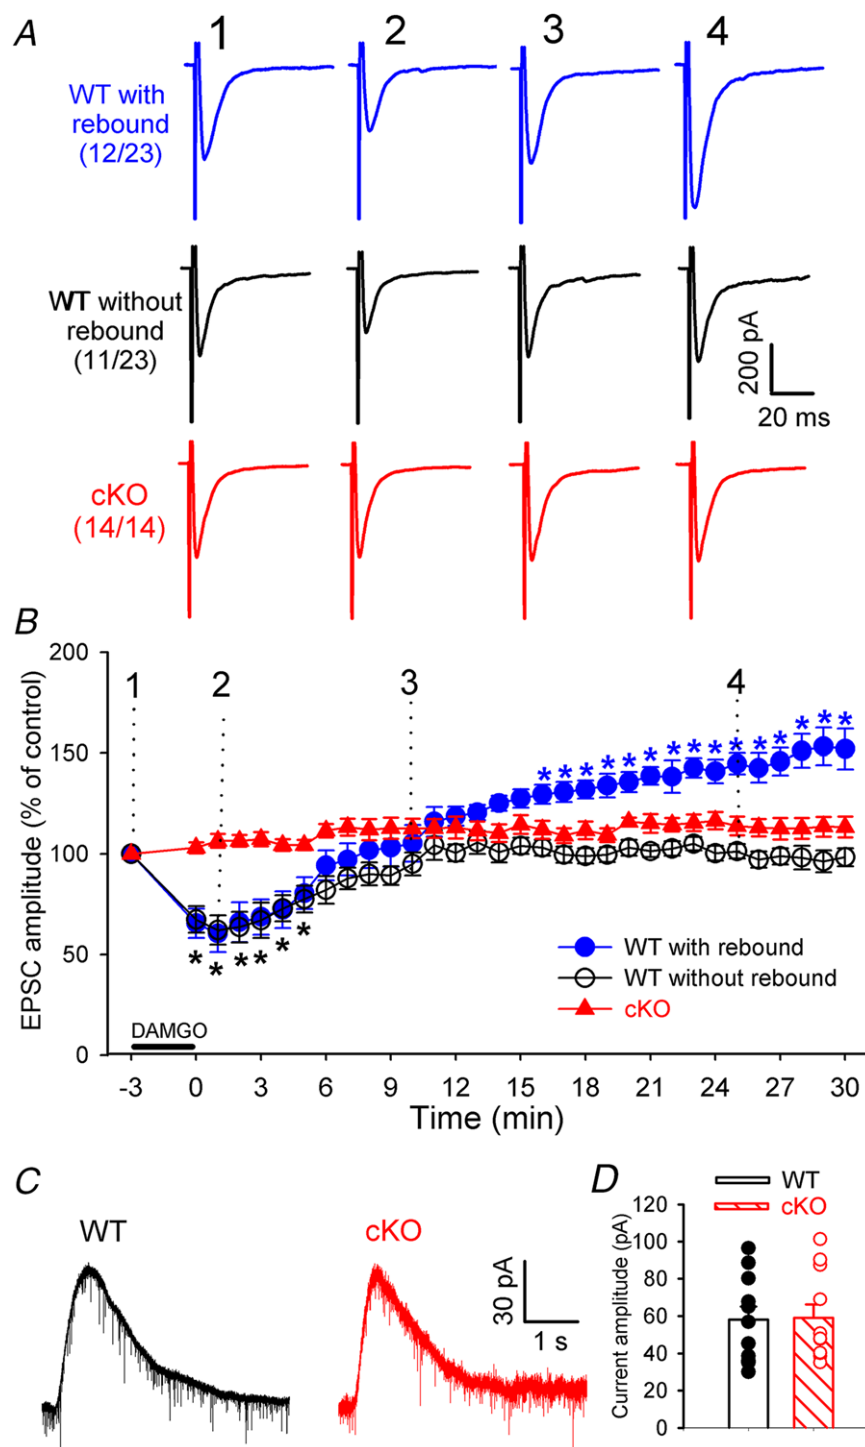 A 1 2 3 4
WT with
rebound
(12/23)
WT without
rebound
(11/23)
200 pA
20 ms
cKO
(14/14)
B
EPSC amplitude (% of control)
200
150
100
50
0
1 2 3 4
* * * * * * * * * * * * * * *
* * * * * *
WT with rebound
WT without rebound
cKO
DAMGO
-3 0 3 6 9 12 15 18 21 24 27 30
Time (min)
C
WT
cKO
30 pA
1 s
D
WT
cKO
Current amplitude (pA)
120
100
80
60
40
20
0